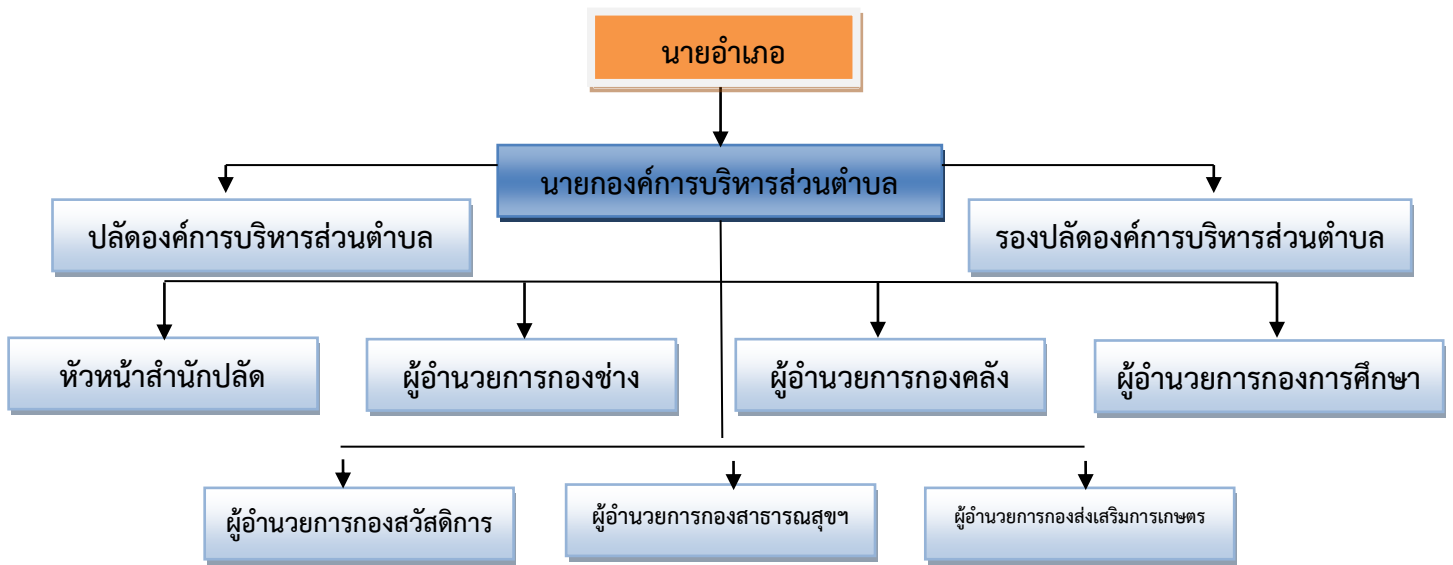 นายอำเภอ
นายกองค์การบริหารส่วนตำบล
ปลัดองค์การบริหารส่วนตำบล
รองปลัดองค์การบริหารส่วนตำบล
หัวหน้าสำนักปลัด
ผู้อำนวยการกองช่าง
ผู้อำนวยการกองคลัง
ผู้อำนวยการกองการศึกษา
ผู้อำนวยการกองสวัสดิการ
ผู้อำนวยการกองสาธารณสุขฯ
ผู้อำนวยการกองส่งเสริมการเกษตร